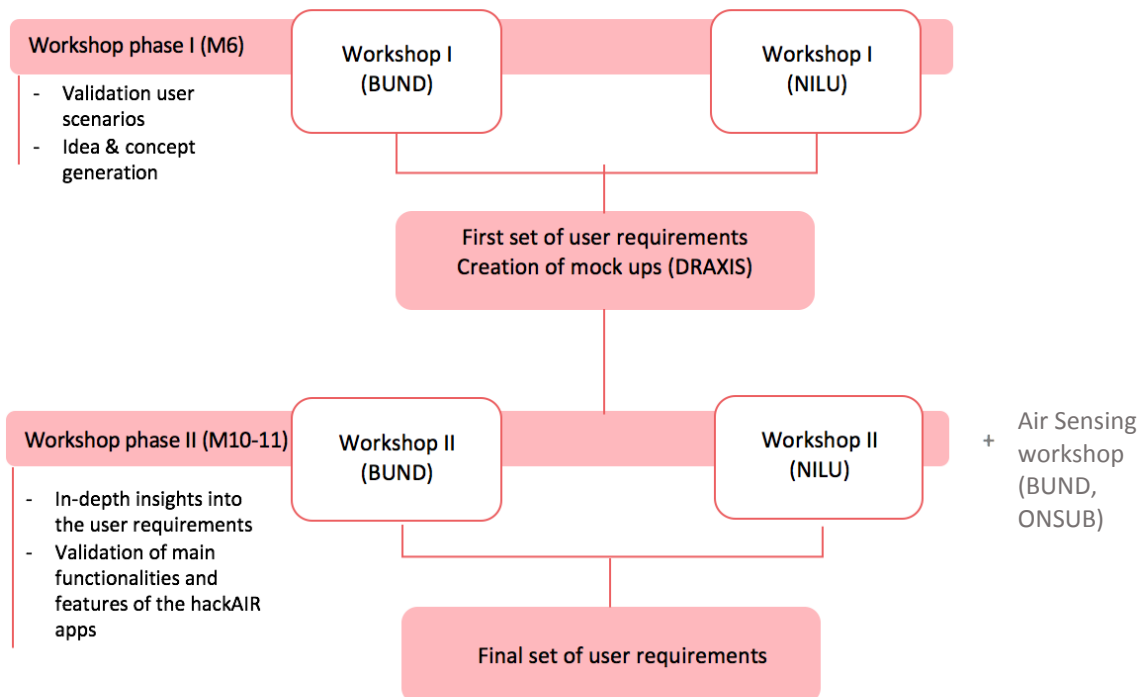 Workshop phase I (M6)
Workshop I
(BUND)
Workshop I
(NILU)
- Validation user
scenarios
- Idea & concept
generation
First set of user requirements
Creation of mock ups (DRAXIS)
Workshop phase II (M10-11)
Workshop II
(BUND)
Workshop II
(NILU)
+ Air Sensing
workshop
(BUND,
ONSUB)
- In-depth insights into
the user requirements
- Validation of main
functionalities and
features of the hackAIR
apps
Final set of user requirements